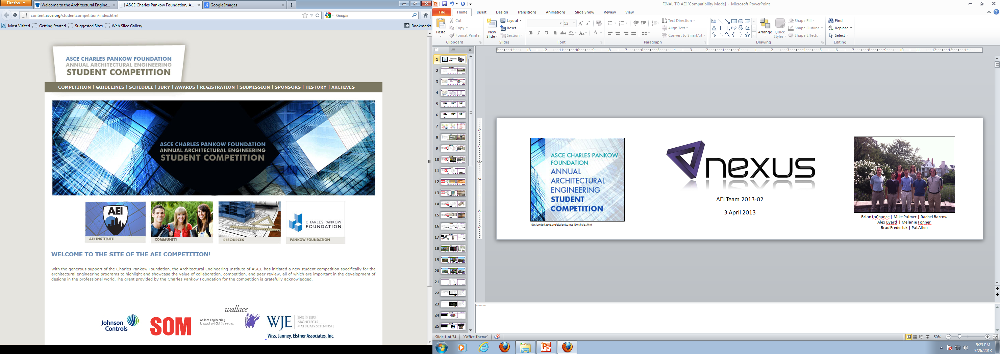 Firefox
Welcome to the Architectural Engine...
ASCE Charles Pankow Foundation, A...
Google Images
content.asce.org/studentcompetition/index.html
Google
Most Visited
Getting Started
Suggested Sites
Web Slice Gallery
Bookmarks
ASCE CHARLES PANKOW FOUNDATION
ANNUAL ARCHITECTURAL ENGINEERING
STUDENT COMPETITION
COMPETITION | GUIDELINES | SCHEDULE | JURY | AWARDS | REGISTRATION | SUBMISSION | SPONSORS | HISTORY | ARCHIVES
ASCE CHARLES PANKOW FOUNDATION
ANNUAL ARCHITECTURAL ENGINEERING
STUDENT COMPETITION
AEI
AEI INSTITUTE
COMMUNITY
RESOURCES
CHARLES PANKOW
FOUNDATION
PANKOW FOUNDATION
WELCOME TO THE SITE OF THE AEI COMPETITION!
With the generous support of the Charles Pankow Foundation, the Architectural Engineering Institute of ASCE has initiated a new student competition specifically for the
architectural engineering programs to highlight and showcase the value of collaboration, competition, and peer review, all of which are important in the development of
designs in the professional world.The grant provided by the Charles Pankow Foundation for the competition is gratefully acknowledged.
Johnson
Controls
SOM
wallace
Wallace Engineering
Structural and Civil Consultants
WJE
ENGINEERS
ARCHITECTS
MATERIALS SCIENTISTS
Wiss, Janney, Elstner Associates, Inc.
FINAL TO AEI [Compatibility Mode] - Microsoft PowerPoint
File
Home
Insert
Design
Transitions
Animations
Slide Show
Review
View
Paste
Cut
Copy
Format Painter
Clipboard
New
Slide
Layout
Reset
Section
Slides
12
Font
Text Direction
Align Text
Convert to SmartArt
Paragraph
Arrange
Quick
Styles
Shape Fill
Shape Outline
Shape Effects
Drawing
Find
Replace
Select
Editing
1
2
3
4
5
6
7
8
9
10
11
12
13
14
15
16
17
18
19
20
21
22
23
24
25
ASCE CHARLES PANKOW
FOUNDATION
ANNUAL
ARCHITECTURAL
ENGINEERING
STUDENT
COMPETITION
http://content.asce.org/studentcompetition/index.html
nexus
AEI Team 2013-02
3 April 2013
Brian LaChance | Mike Palmer | Rachel Barrow
Alex Byard | Melanie Fonner
Brad Frederick | Pat Allen
Slide 1 of 34
"Office Theme"
50%
5:23 PM
3/26/2013